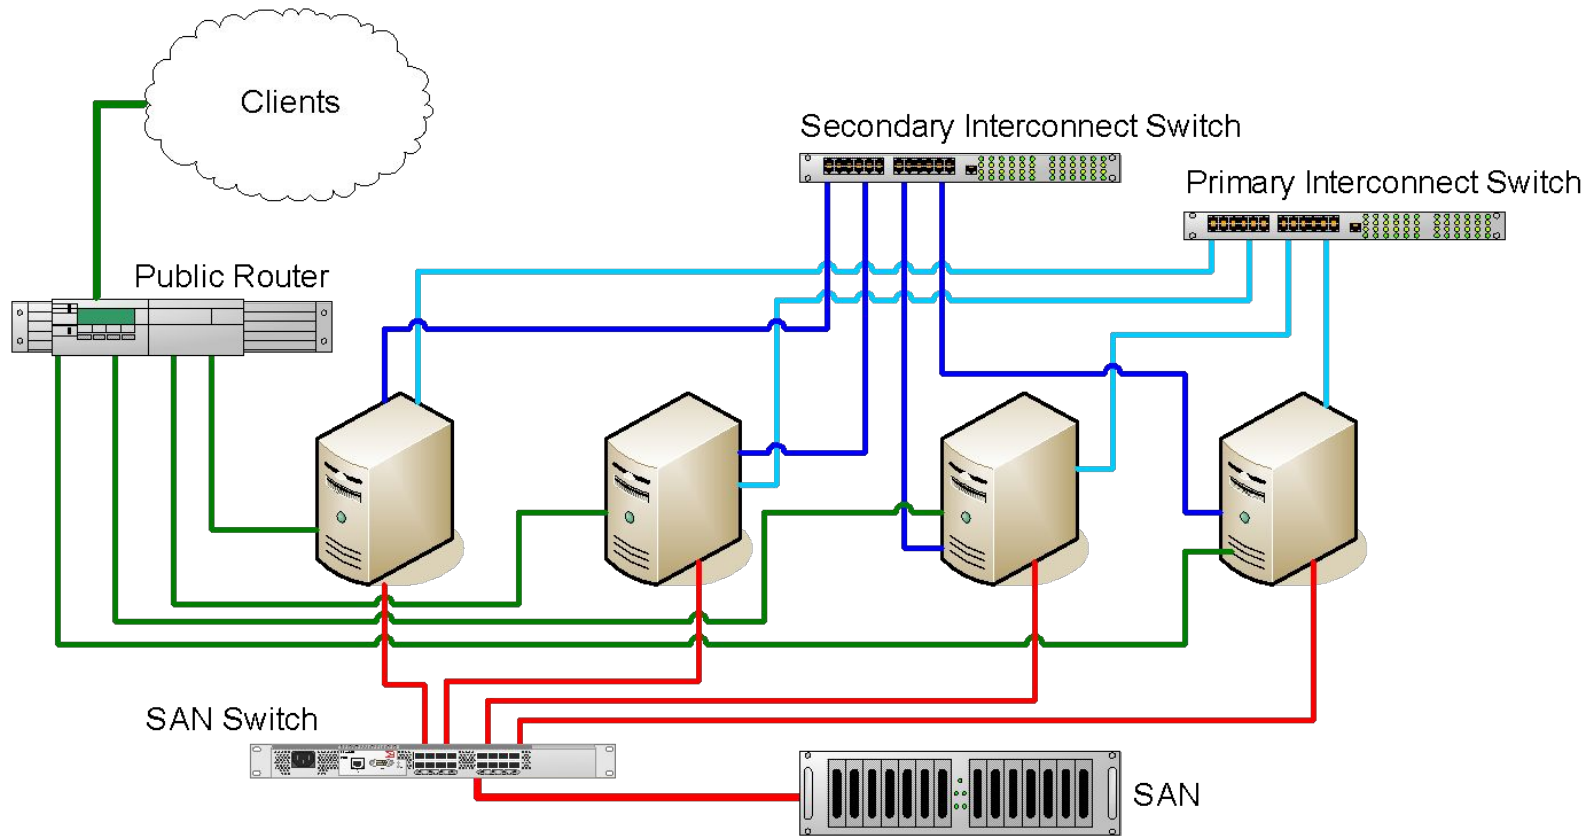 Clients
Secondary Interconnect Switch
Primary Interconnect Switch
Public Router
SAN Switch
SAN